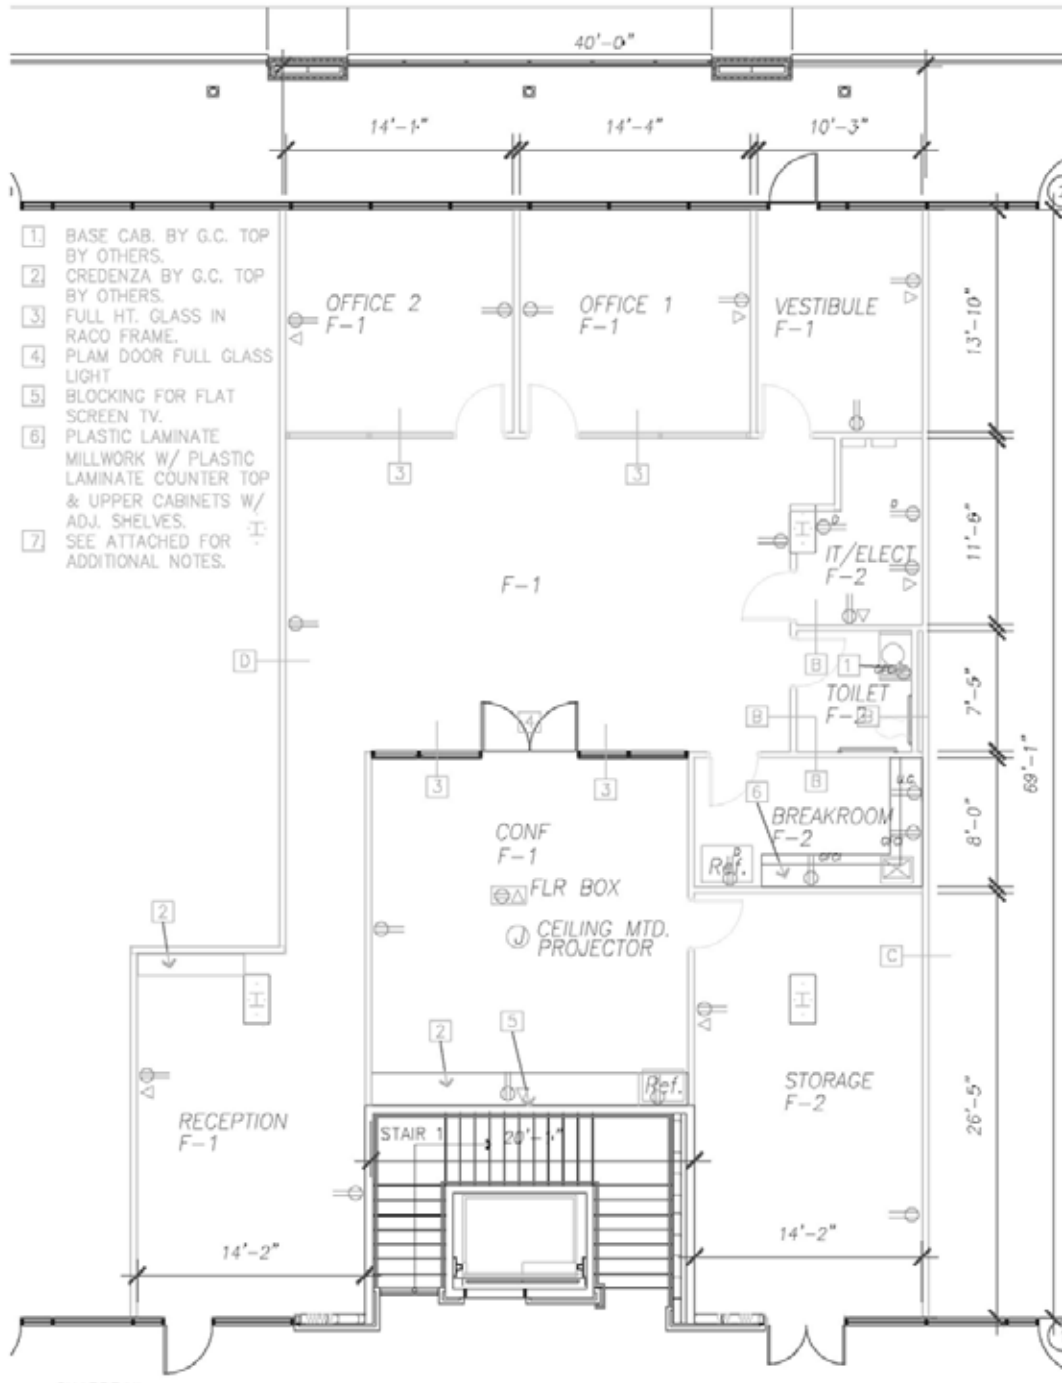 40'-0"
14'-1"
14'-4"
10'-3"
1. BASE CAB. BY G.C. TOP
BY OTHERS.
2. CREDENZA BY G.C. TOP
BY OTHERS.
3. FULL HT. GLASS IN
RACO FRAME.
4. PLAM DOOR FULL GLASS
LIGHT
5. BLOCKING FOR FLAT
SCREEN TV.
6. PLASTIC LAMINATE
MILLWORK W/ PLASTIC
LAMINATE COUNTER TOP
& UPPER CABINETS W/
ADJ. SHELVES.
7. SEE ATTACHED FOR
ADDITIONAL NOTES.
OFFICE 2
F-1
OFFICE 1
F-1
VESTIBULE
F-1
13'-10"
3
3
D
D
IT/ELECT
F-2
11'-6"
F-1
D
B
1
TOILET
F-2
B
B
7'-5"
4
3
3
6
B
U.C.
BREAKROOM
F-2
D
Ref.
GFCI
GFCI
8'-0"
69'-1"
CONF
F-1
FLR BOX
J
CEILING MTD.
PROJECTOR
2
C
2
5
Ref.
STORAGE
F-2
26'-5"
RECEPTION
F-1
STAIR 1
20'-1"
14'-2"
14'-2"